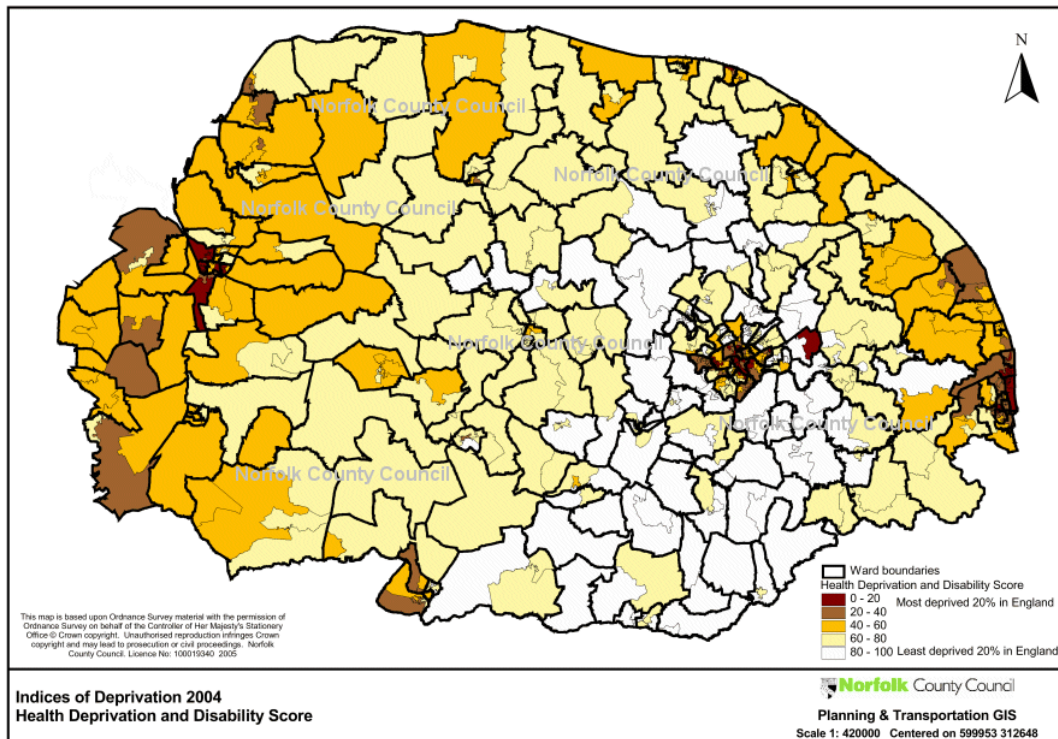 N
Norfolk County Council
Norfolk County Council
Norfolk County Council
Norfolk County Council
Norfolk County Council
Norfolk County Council
Ward boundaries
Health Deprivation and Disability Score
0 - 20 Most deprived 20% in England
20 - 40
40 - 60
60 - 80
80 - 100 Least deprived 20% in England
This map is based upon Ordnance Survey material with the permission of
Ordnance Survey on behalf of the Controller of Her Majesty's Stationery
Office © Crown copyright. Unauthorised reproduction infringes Crown
copyright and may lead to prosecution or civil proceedings. Norfolk
County Council. Licence No: 100019340 2005
Indices of Deprivation 2004
Health Deprivation and Disability Score
Norfolk County Council
Planning & Transportation GIS
Scale 1: 420000 Centered on 599953 312648